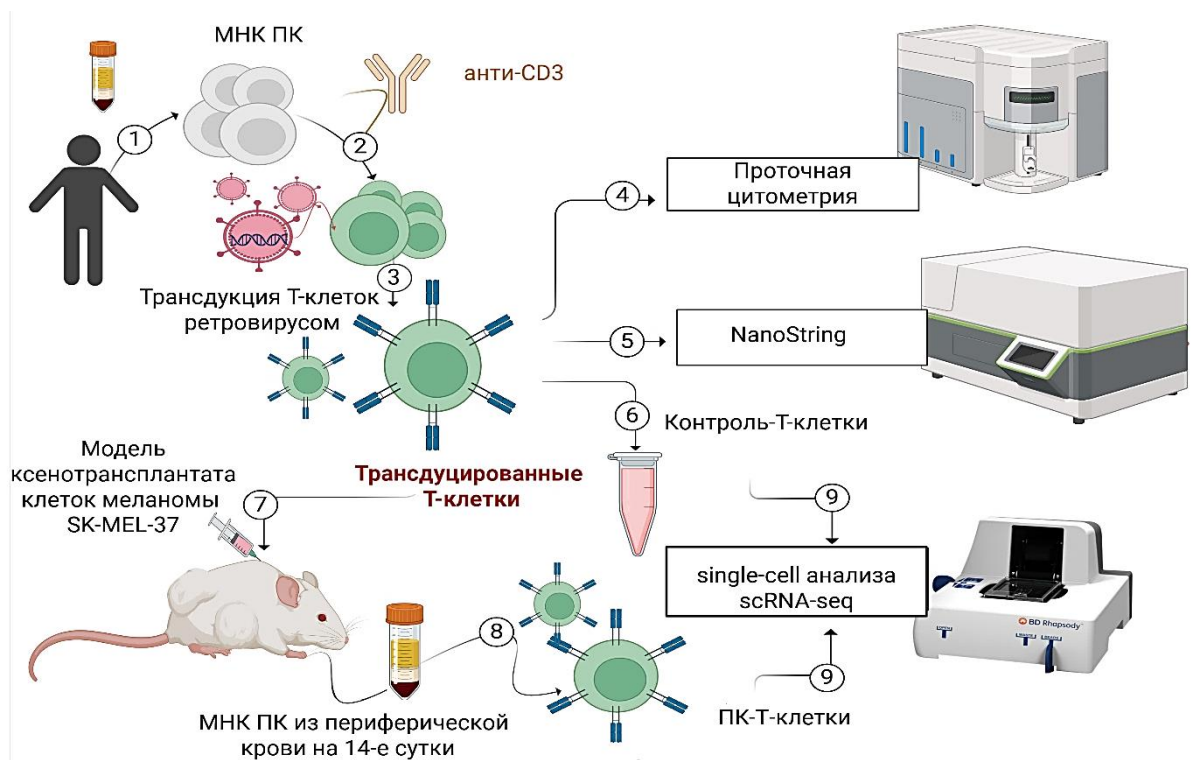 МНК ПК
анти-CD3
1
2
3
Трансдукция Т-клеток
ретровирусом
4
Проточная
цитометрия
5
NanoString
6
Контроль-Т-клетки
Модель
ксенотрансплантата
клеток меланомы
SK-MEL-37
Трансдуцированные
Т-клетки
7
8
9
single-cell анализа
scRNA-seq
BD Rhapsody
9
МНК ПК из периферической
крови на 14-е сутки
ПК-Т-клетки